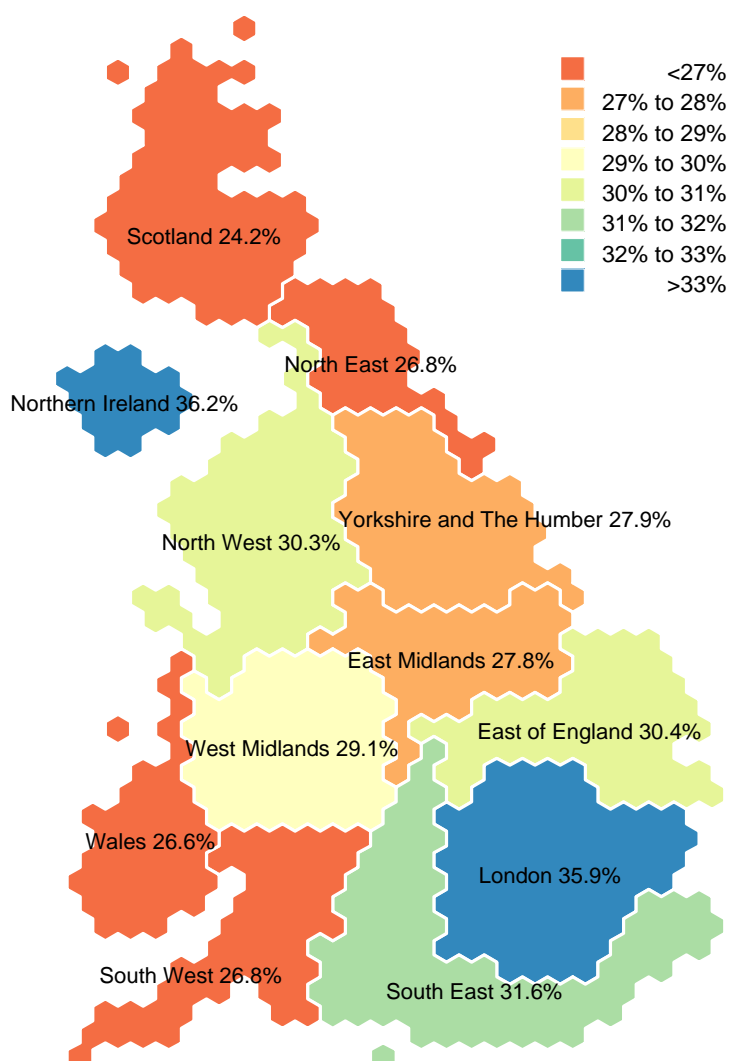 <27%
27% to 28%
28% to 29%
29% to 30%
30% to 31%
31% to 32%
32% to 33%
>33%
Scotland 24.2%
North East 26.8%
Northern Ireland 36.2%
Yorkshire and The Humber 27.9%
North West 30.3%
East Midlands 27.8%
East of England 30.4%
West Midlands 29.1%
Wales 26.6%
London 35.9%
South West 26.8%
South East 31.6%